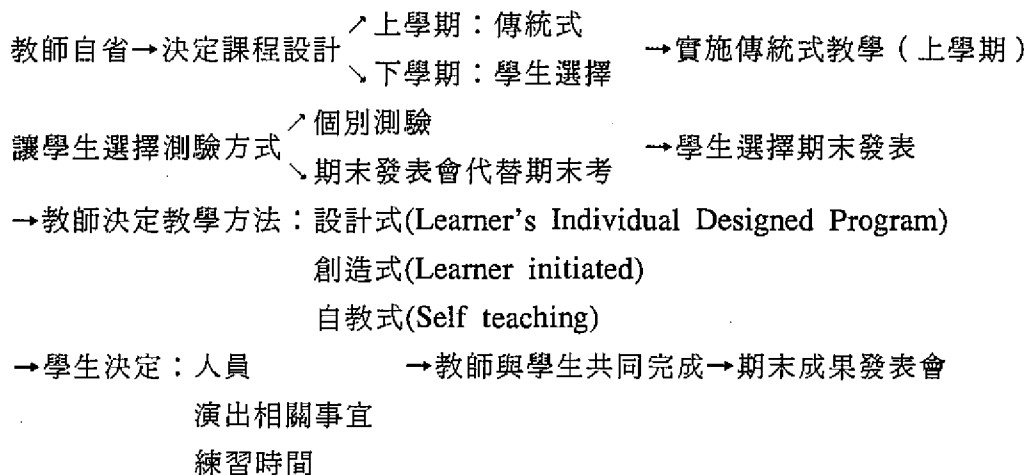 ↗上學期：傳統式
教師自省→決定課程設計 →實施傳統式教學（上學期）
↘下學期：學生選擇
↗個別測驗
讓學生選擇測驗方式 →學生選擇期末發表
↘期末發表會代替期末考
→教師決定教學方法：設計式(Learner's Individual Designed Program)
創造式(Learner initiated)
自教式(Self teaching)
→學生決定：人員 →教師與學生共同完成→期末成果發表會
演出相關事宜
練習時間